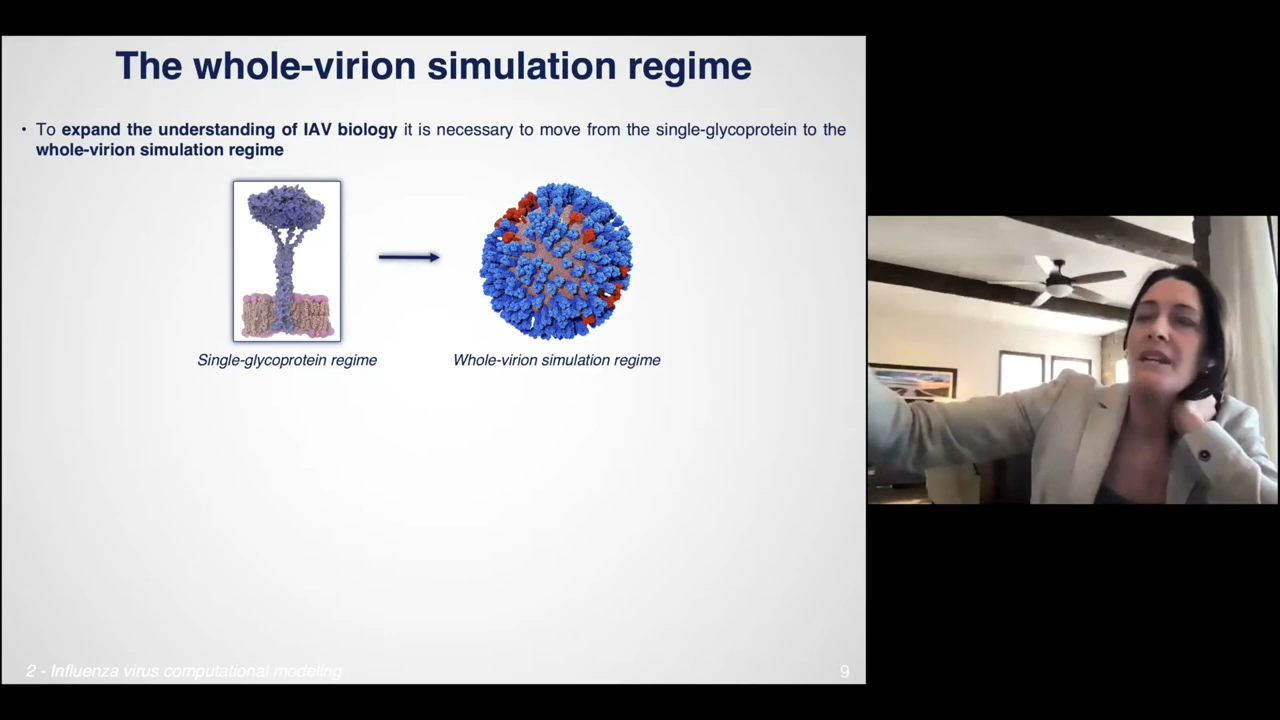 The whole-virion simulation regime
• To expand the understanding of IAV biology it is necessary to move from the single-glycoprotein to the
whole-virion simulation regime
Single-glycoprotein regime
Whole-virion simulation regime
2 - Influenza virus computational modeling
9